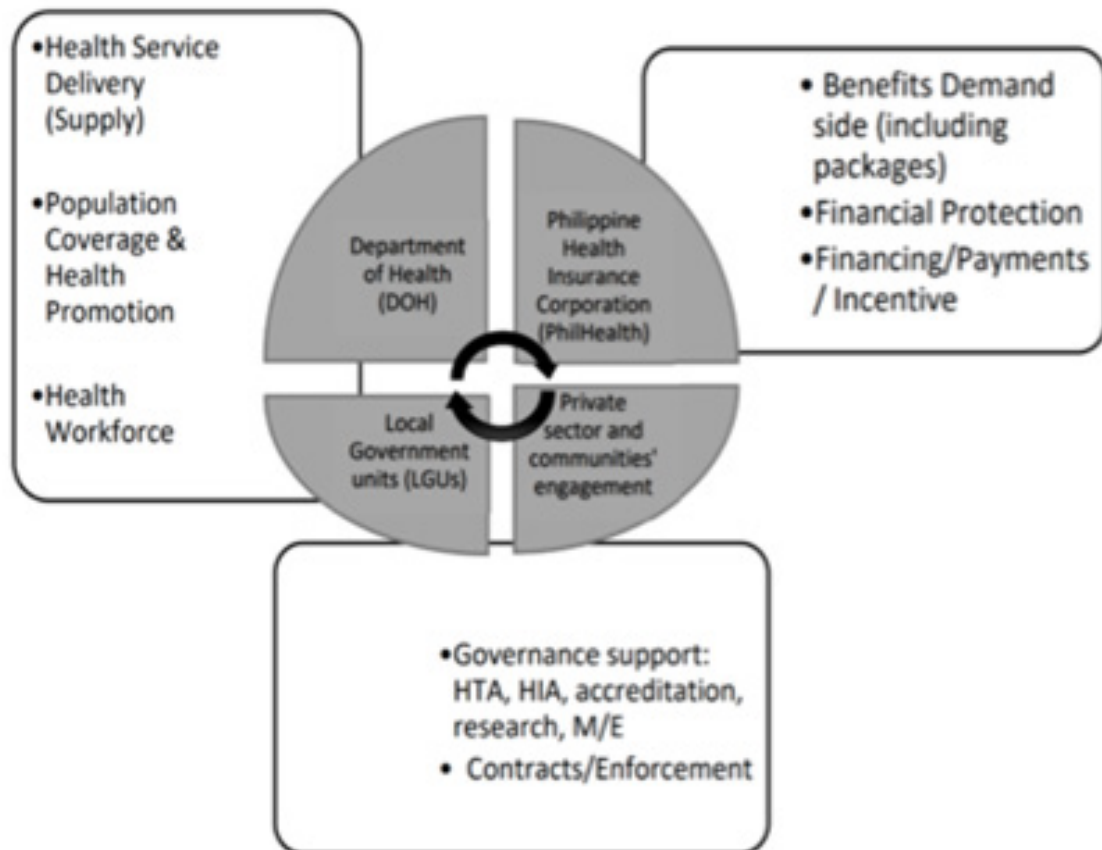 •Health Service
Delivery
(Supply)
•Population
Coverage &
Health
Promotion
•Health
Workforce
Department
of Health
(DOH)
Philippine
Health
Insurance
Corporation
(PhilHealth)
• Benefits Demand
side (including
packages)
•Financial Protection
•Financing/Payments
/ Incentive
Local
Government
units (LGUs)
Private
sector and
communities'
engagement
•Governance support:
HTA, HIA, accreditation,
research, M/E
• Contracts/Enforcement